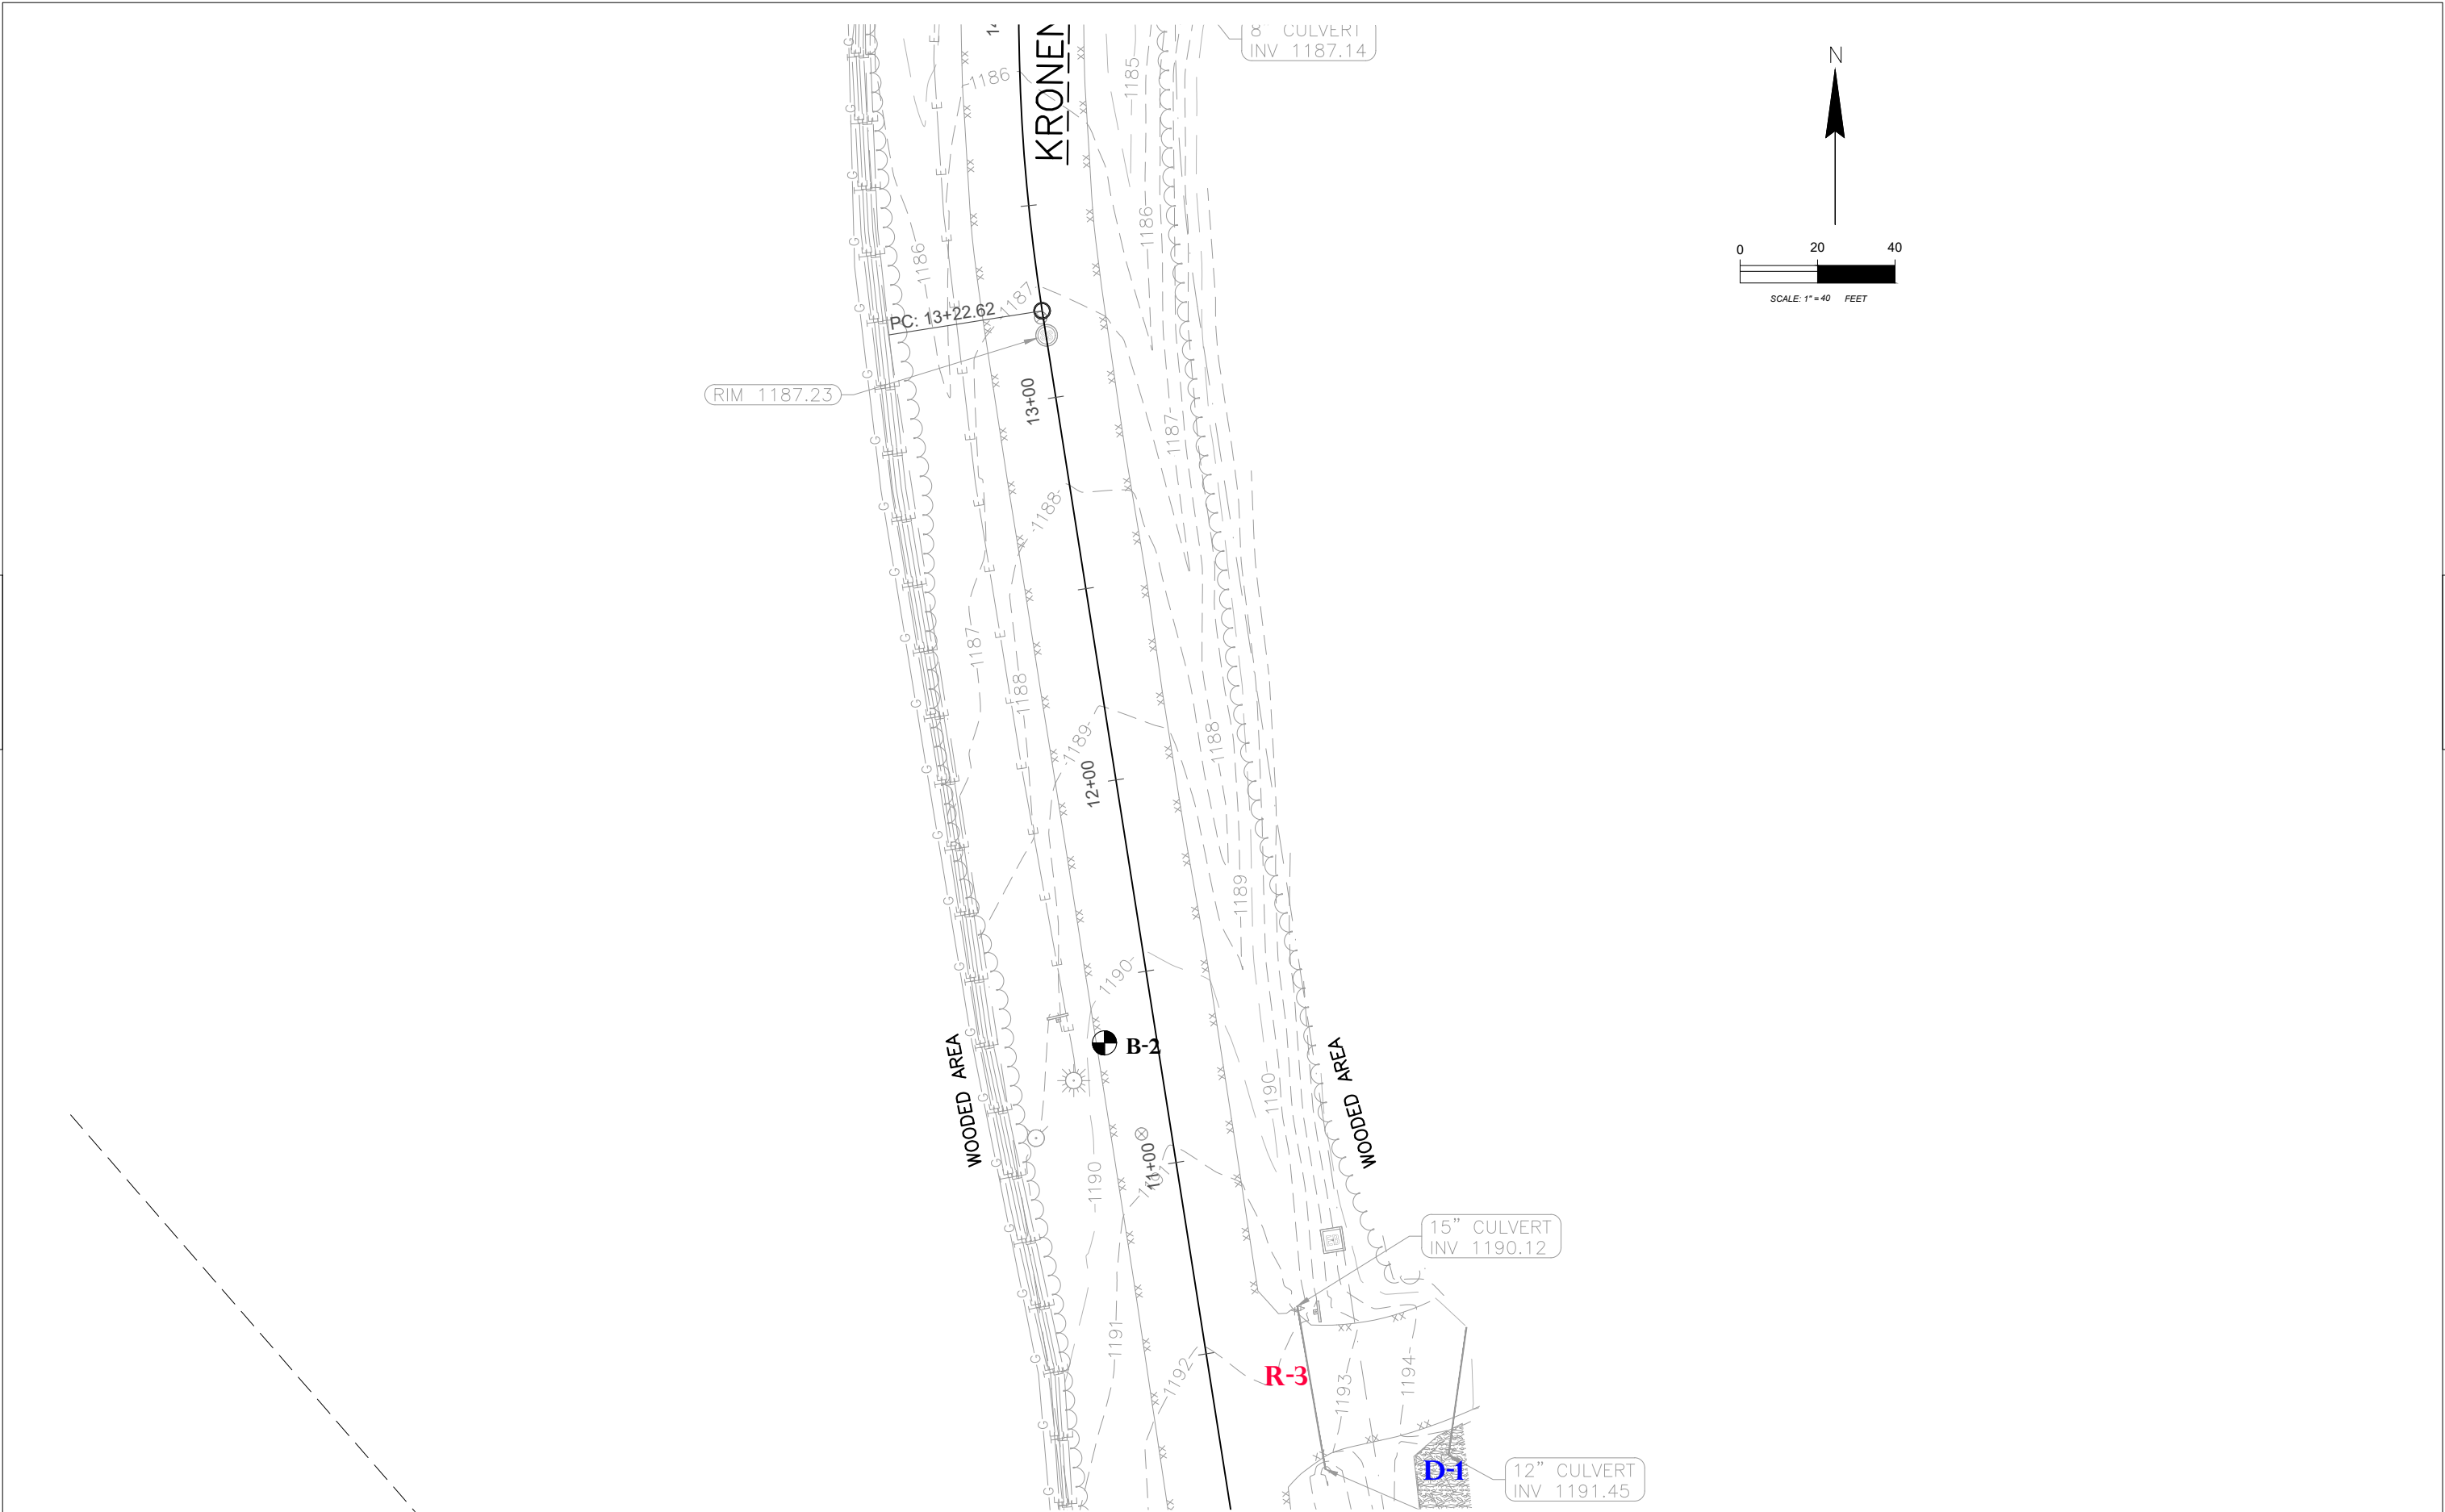 8" CULVERT
INV 1187.14
KRONEN
N
1186
1185
0 20 40
SCALE: 1" = 40 FEET
1186
1186
1187
PC: 13+22.62
RIM 1187.23
13+00
1187
1188
1187
1188
1189
1188
12+00
1189
1190
B-2
WOODED AREA
WOODED AREA
1190
11+00
1191
1190
15" CULVERT
INV 1190.12
1191
1192
R-3
1193
1194
D-1
12" CULVERT
INV 1191.45